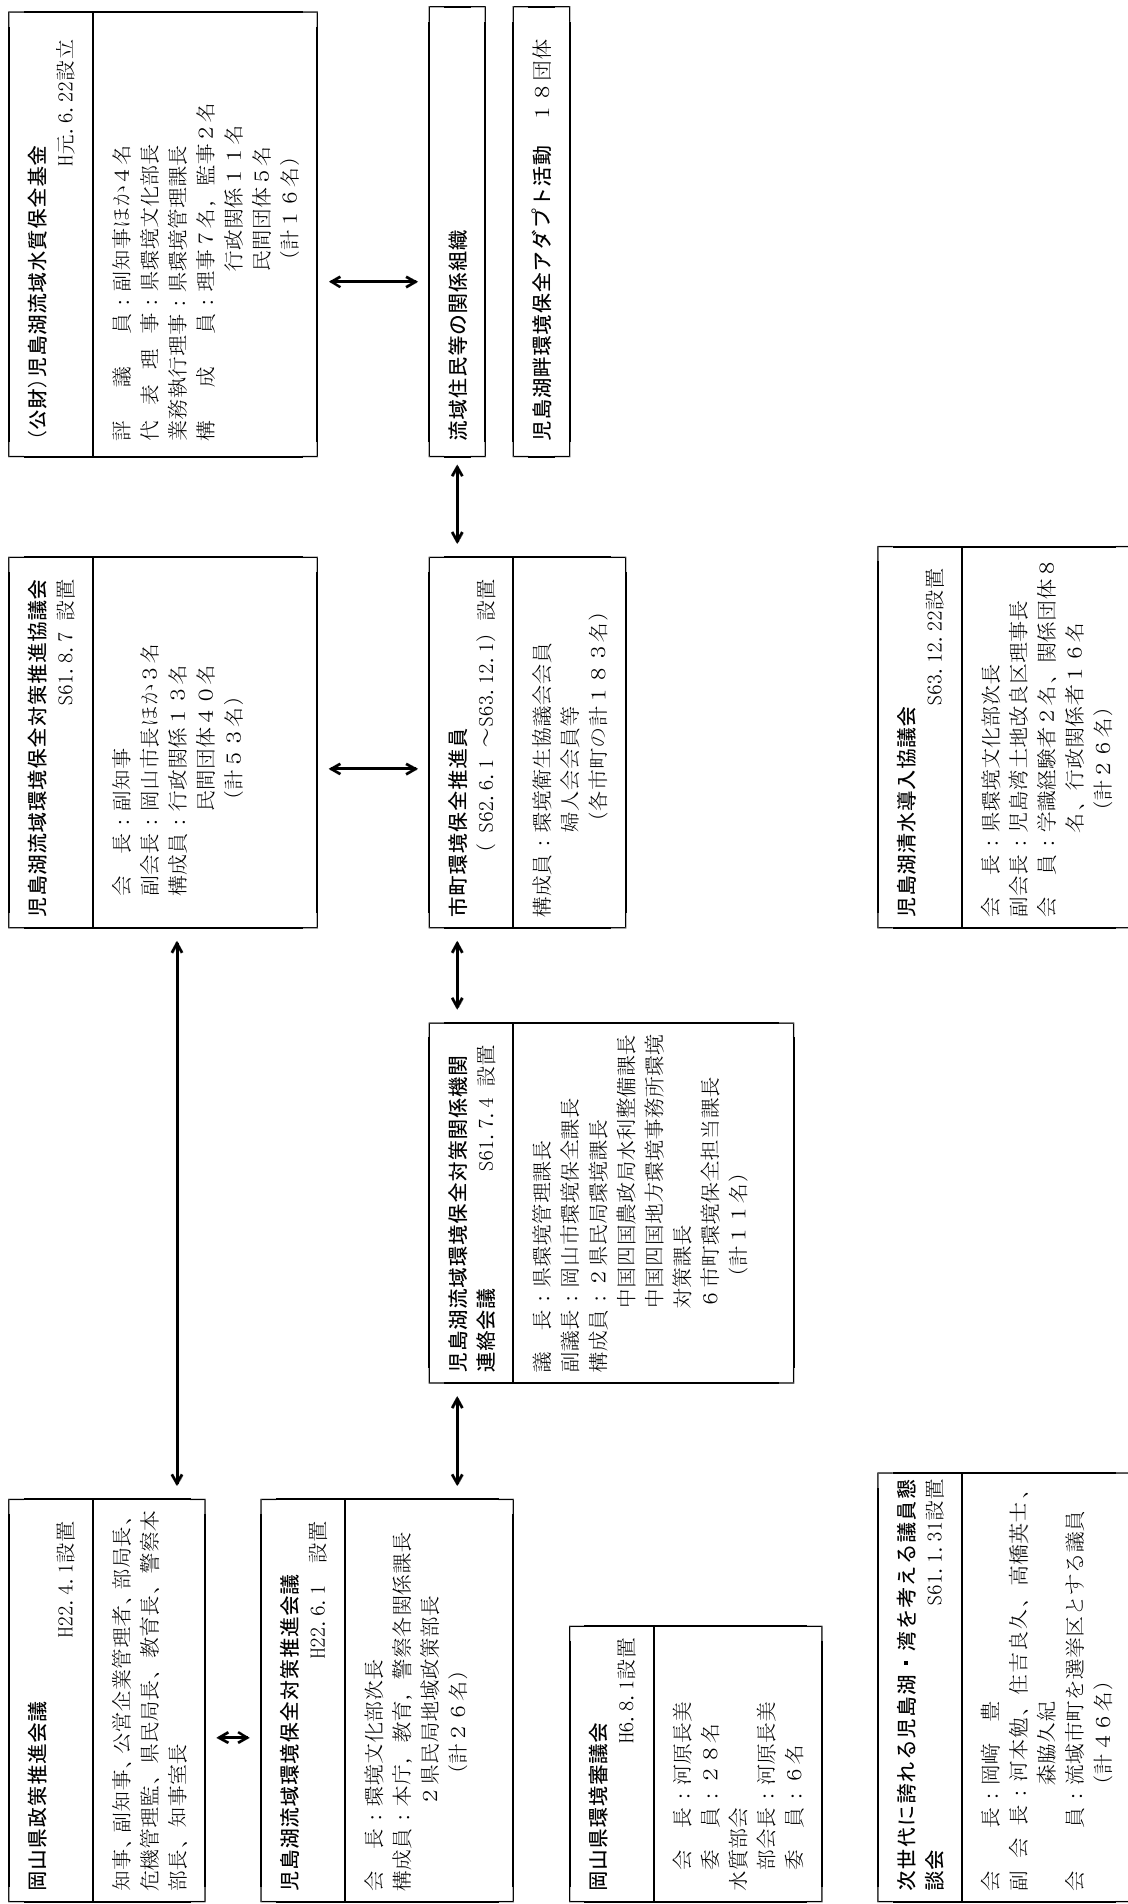 岡山県政策推進会議
H22.4.1設置
知事、副知事、公営企業管理者、部局長、
危機管理監、県民局長、教育長、警察本
部長、知事室長
児島湖流域環境保全対策推進会議
H22.6.1 設置
会 長：環境文化部次長
構成員：本庁，教育，警察各関係課長
２県民局地域政策部長
(計２６名)
岡山県環境審議会
H6.8.1設置
会 長：河原長美
委 員：２８名
水質部会
部会長：河原長美
委 員：６名
次世代に誇れる児島湖・湾を考える議員懇
談会 S61.1.31設置
会 長：岡﨑 豊
副 会 長：河本勉、住吉良久、高橋英士、
森脇久紀
会 員：流域市町を選挙区とする議員
(計４６名)
児島湖流域環境保全対策関係機関
連絡会議 S61.7.4 設置
議 長：県環境管理課長
副議長：岡山市環境保全課長
構成員：２県民局環境課長
中国四国農政局水利整備課長
中国四国地方環境事務所環境
対策課長
６市町環境保全担当課長
(計１１名)
児島湖流域環境保全対策推進協議会
S61.8.7 設置
会 長：副知事
副会長：岡山市長ほか３名
構成員：行政関係１３名
民間団体４０名
(計５３名)
市町環境保全推進員
( S62.6.1 ～S63.12.1) 設置
構成員：環境衛生協議会会員
婦人会会員等
(各市町の計１８３名)
児島湖清水導入協議会
S63.12.22設置
会 長：県環境文化部次長
副会長：児島湾土地改良区理事長
会 員：学識経験者２名、関係団体８
名、行政関係者１６名
(計２６名)
(公財)児島湖流域水質保全基金
H元.6.22設立
評 議 員：副知事ほか４名
代 表 理 事：県環境文化部長
業務執行理事：県環境管理課長
構 成 員：理事７名，監事２名
行政関係１１名
民間団体５名
(計１６名)
流域住民等の関係組織
児島湖畔環境保全アダプト活動 １８団体